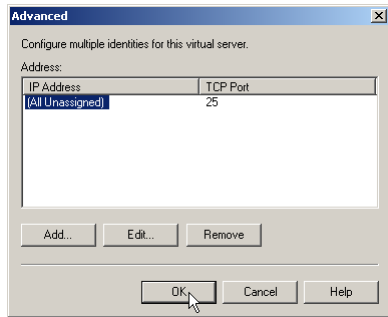 Advanced
Configure multiple identities for this virtual server.
Address:
IP Address TCP Port
(All Unassigned) 25
Add... Edit... Remove
OK Cancel Help